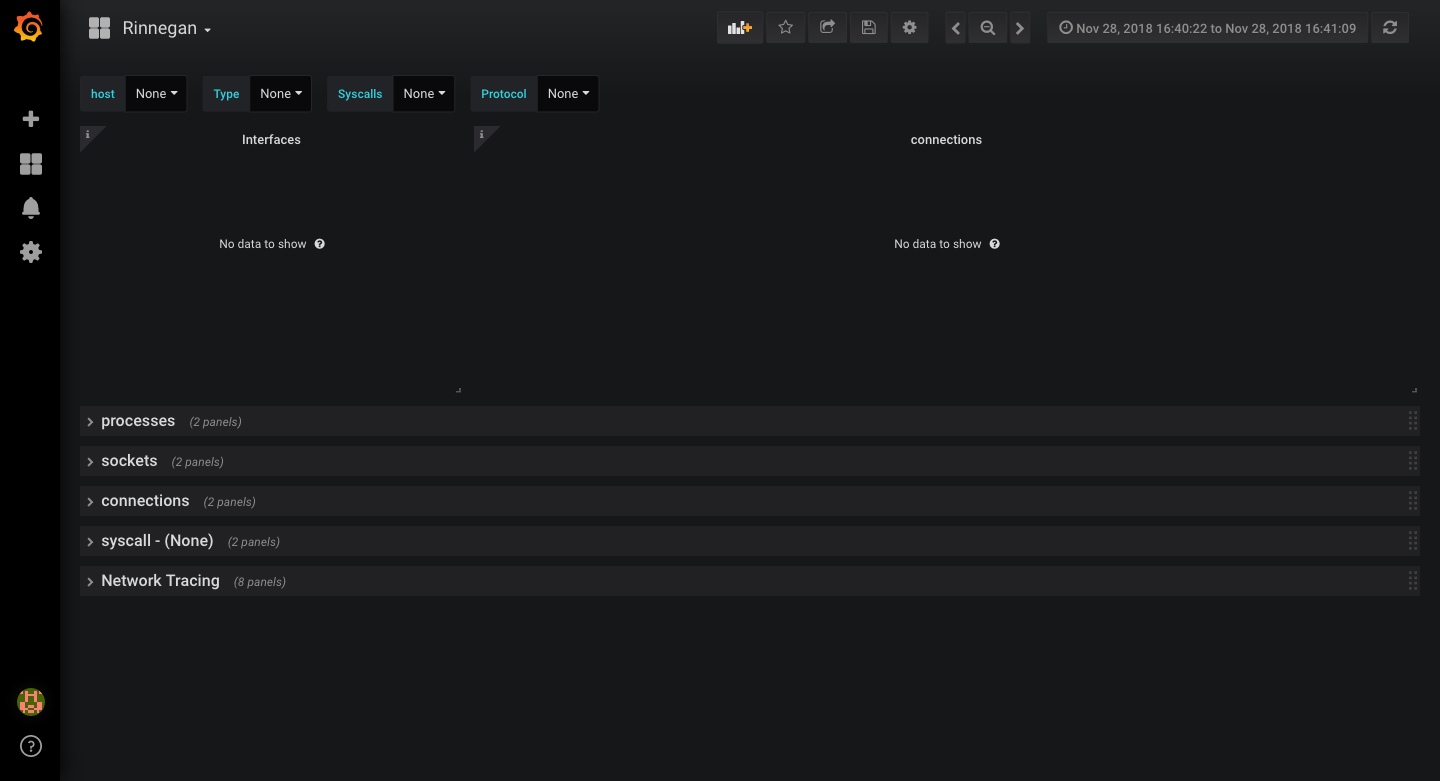 Rinnegan
Nov 28, 2018 16:40:22 to Nov 28, 2018 16:41:09
host None Type None Syscalls None Protocol None
i Interfaces i connections
No data to show ? No data to show ?
processes (2 panels)
sockets (2 panels)
connections (2 panels)
syscall - (None) (2 panels)
Network Tracing (8 panels)
?